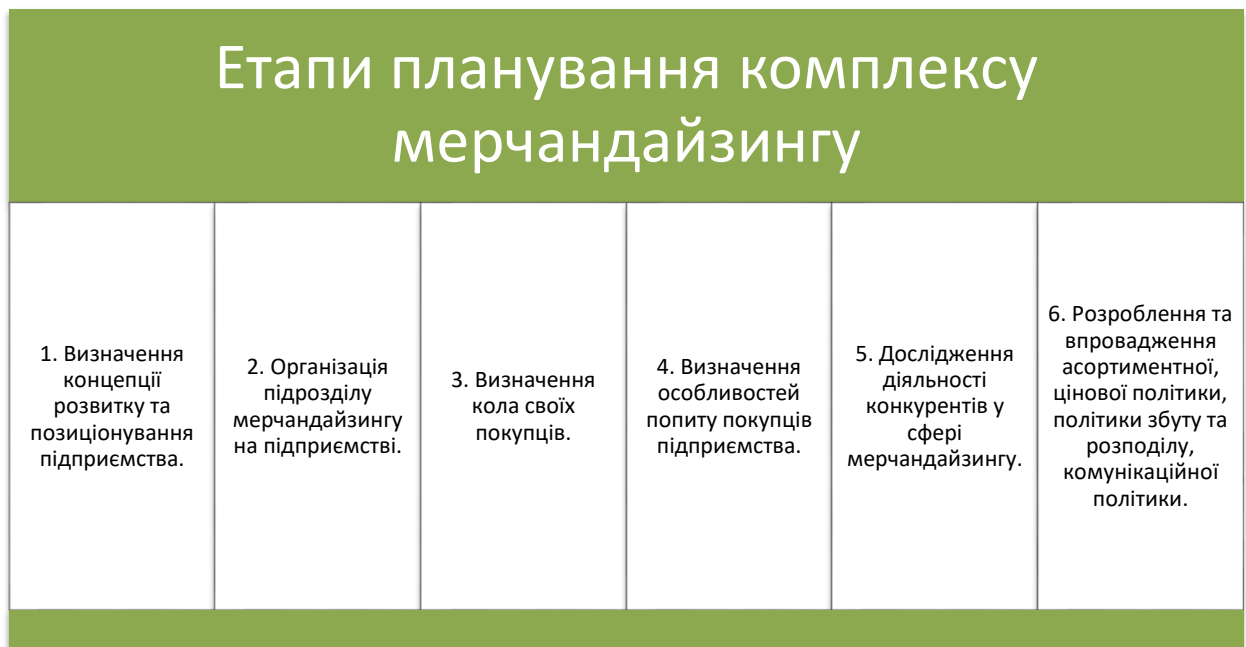 Етапи планування комплексу
мерчандайзингу
1. Визначення
концепції
розвитку та
позиціонування
підприємства.
2. Організація
підрозділу
мерчандайзингу
на підприємстві.
3. Визначення
кола своїх
покупців.
4. Визначення
особливостей
попиту покупців
підприємства.
5. Дослідження
діяльності
конкурентів у
сфері
мерчандайзингу.
6. Розроблення та
впровадження
асортиментної,
цінової політики,
політики збуту та
розподілу,
комунікаційної
політики.